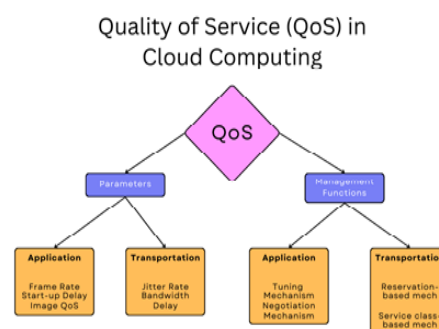 Quality of Service (QoS) in
Cloud Computing
QoS
Parameters
Management
Functions
Application
Frame Rate
Start-up Delay
Image QoS
Transportation
Jitter Rate
Bandwidth
Delay
Application
Tuning
Mechanism
Negotiation
Mechanism
Transportatio
Reservation-
based mech
Service class-
based mech